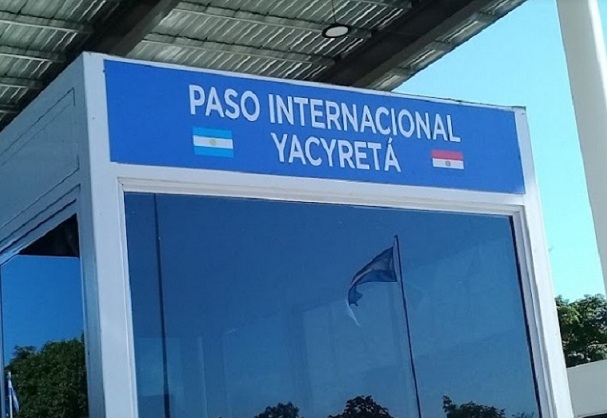 PASO INTERNACIONAL
YACYRETÁ